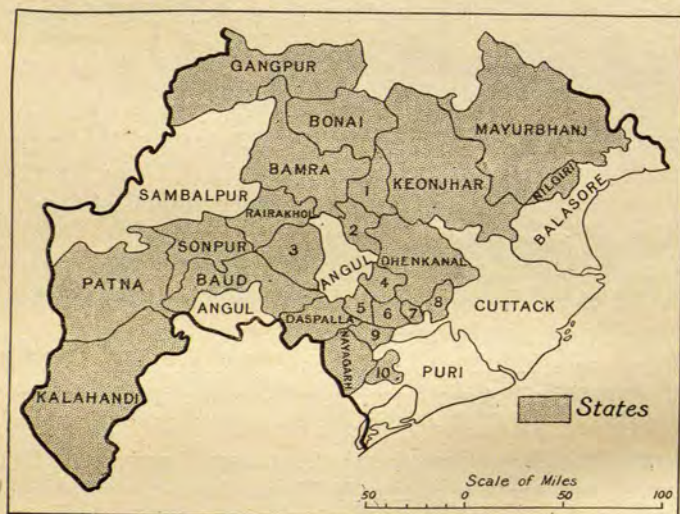 GANGPUR
BONAI
MAYURBHANJ
BAMRA
1
KEONJHAR
NILGIRI
SAMBALPUR
RAIRAKHOL
2
BALASORE
SONPUR
3
ANGUL
DHENKANAL
PATNA
BAUD
4
ANGUL
DASPALLA
5
6
7
8
CUTTACK
9
NAYAGARH
10
PURI
KALAHANDI
States
Scale of Miles
50 0 50 100